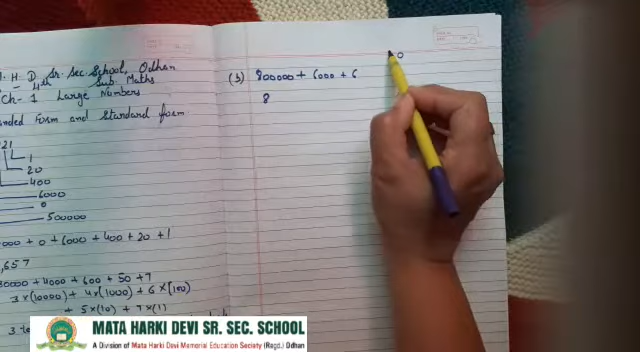 . H. D. Sr. Sec. School, Odhan
4th Sub. Maths
Ch- 1 Large Numbers
nded form and standard form
21
1
20
400
6000
0
500000
000 + 0 + 6000 + 400 + 20 + 1
,657
30000 + 4000 + 600 + 50 + 7
3 x (10000) + 4 x (1000) + 6 x (100)
+ 5 x (10) + 7 x (1)
(3) 800000 + 6000 + 6
8
0
MATA HARKI DEVI SR. SEC. SCHOOL
A Division of Mata Harki Devi Memorial Education Society (Regd.) Odhan